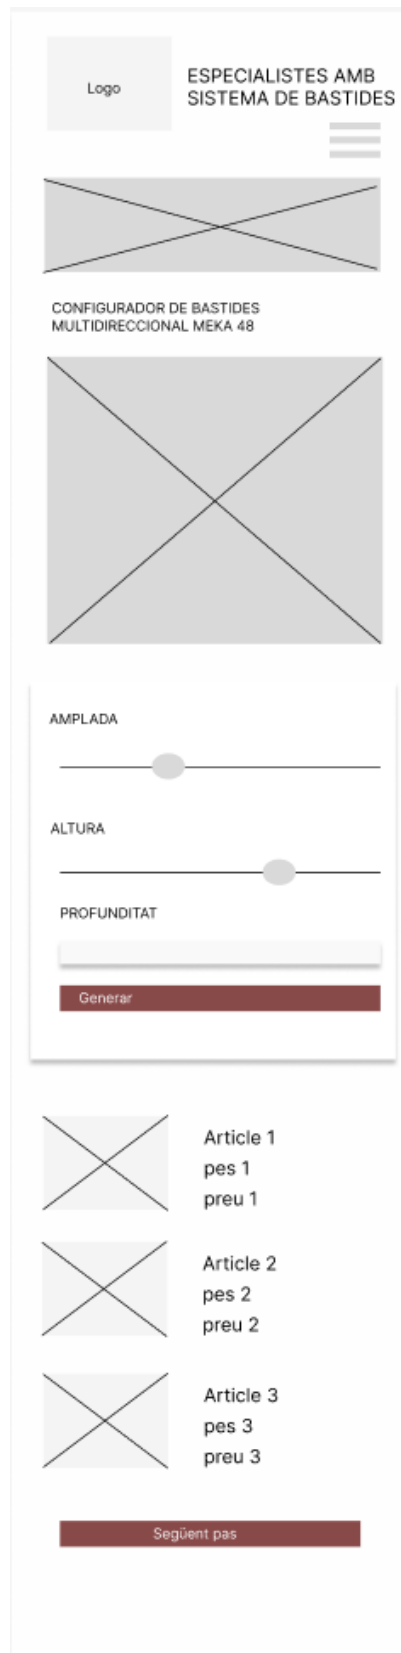 Logo
ESPECIALISTES AMB
SISTEMA DE BASTIDES
CONFIGURADOR DE BASTIDES
MULTIDIRECCIONAL MEKA 48
AMPLADA
ALTURA
PROFUNDITAT
Generar
Article 1
pes 1
preu 1
Article 2
pes 2
preu 2
Article 3
pes 3
preu 3
Següent pas